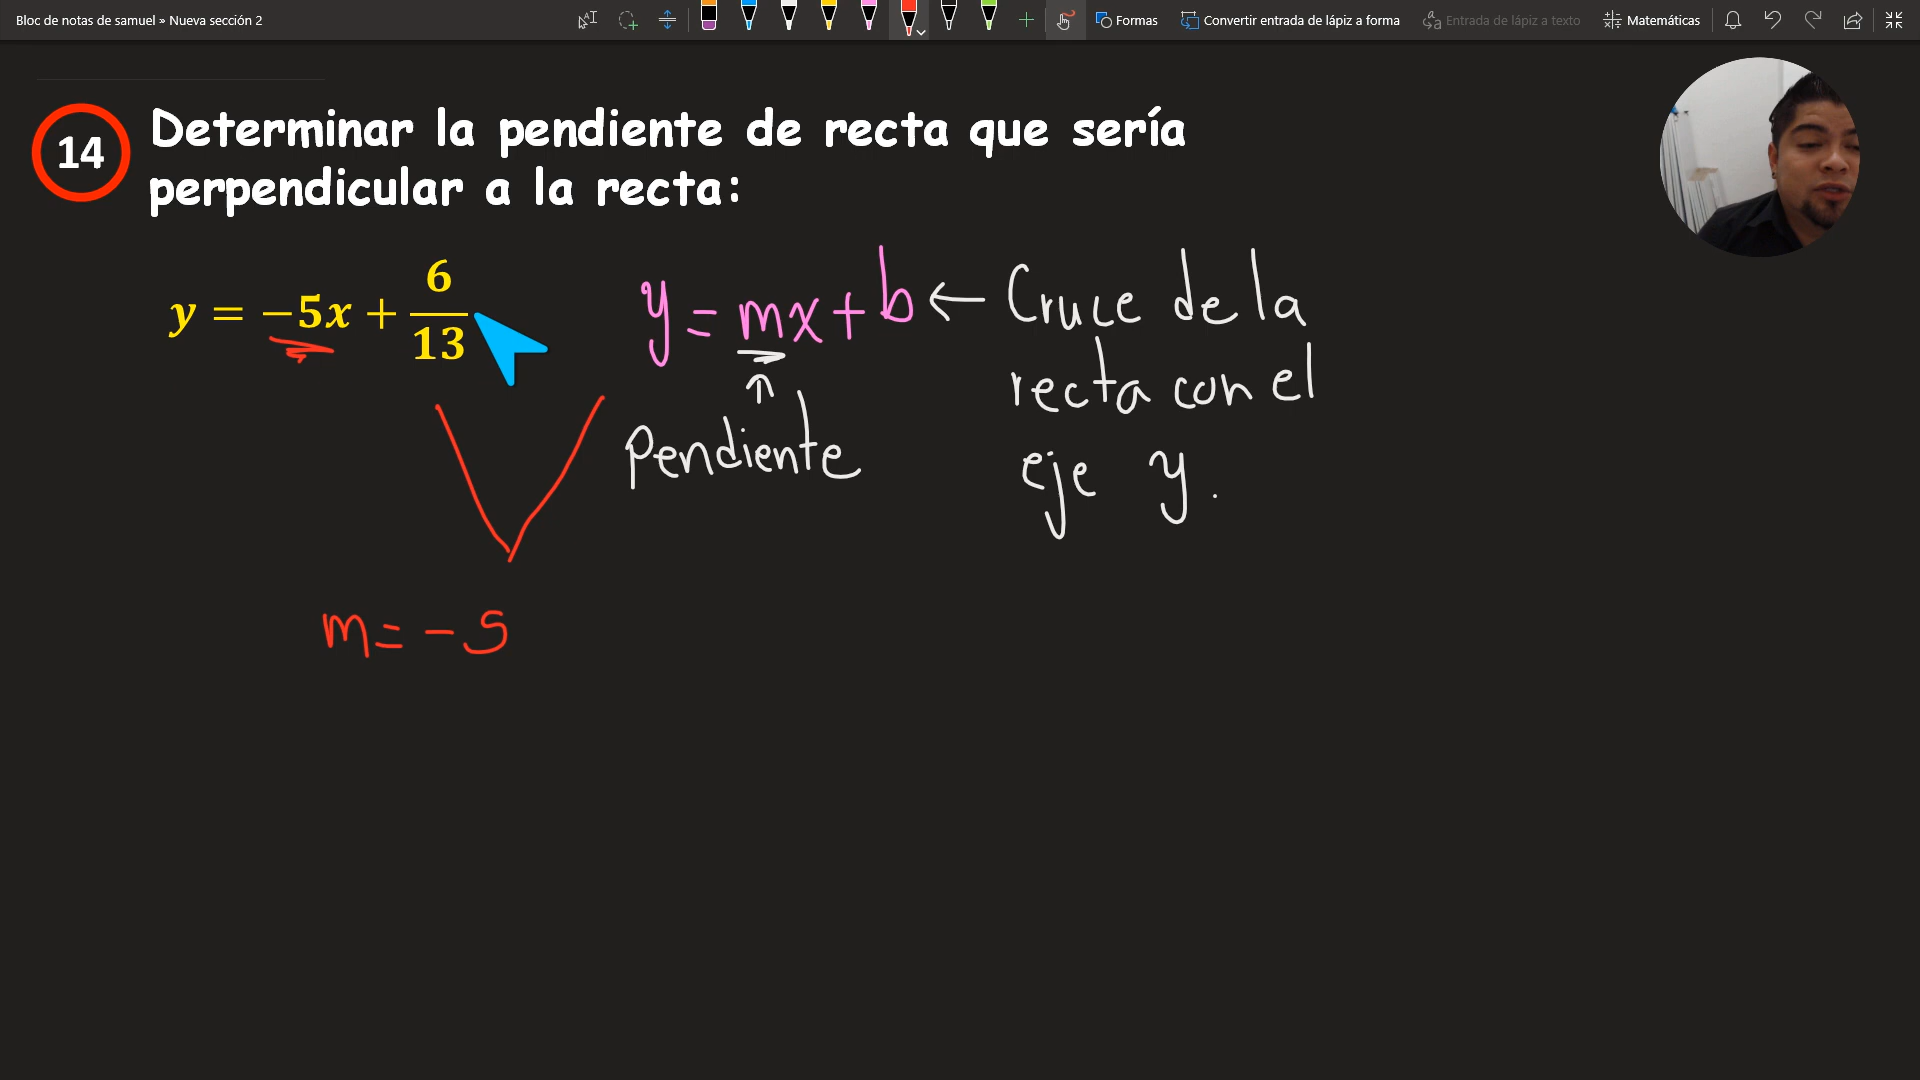 Bloc de notas de samuel » Nueva sección 2
Formas
Convertir entrada de lápiz a forma
Entrada de lápiz a texto
Matemáticas
14
Determinar la pendiente de recta que sería
perpendicular a la recta:
y = -5x + 6/13
y = mx + b ← Cruce de la
recta con el
eje y.
↑
Pendiente
m = -5